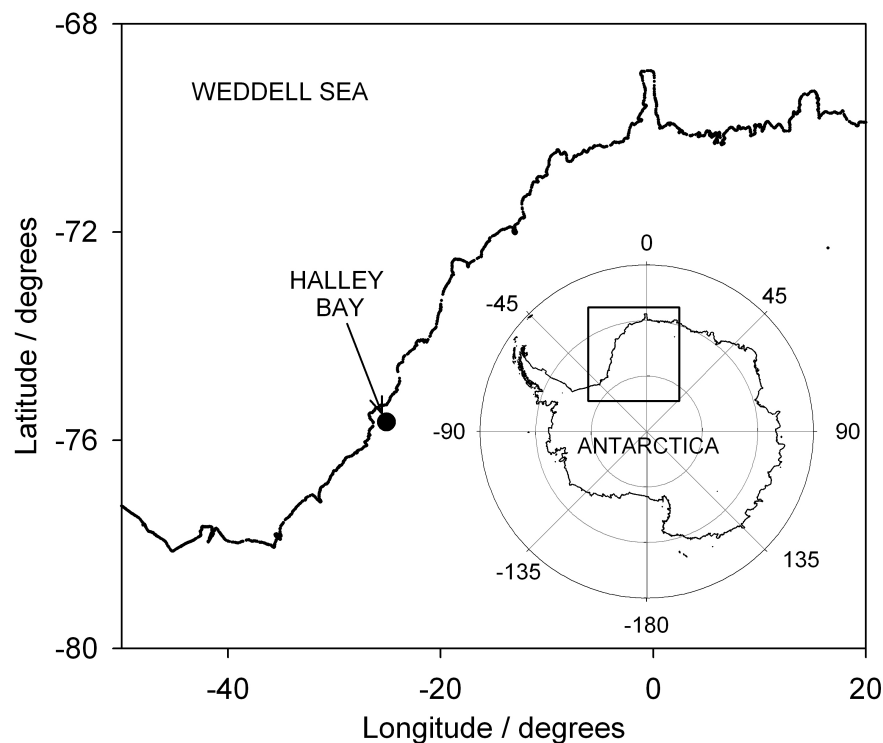 -68
WEDDELL SEA
-72
HALLEY
BAY
0
-45
45
-76
-90
ANTARCTICA
90
-135
135
-180
-80
-40
-20
0
20
Latitude / degrees
Longitude / degrees